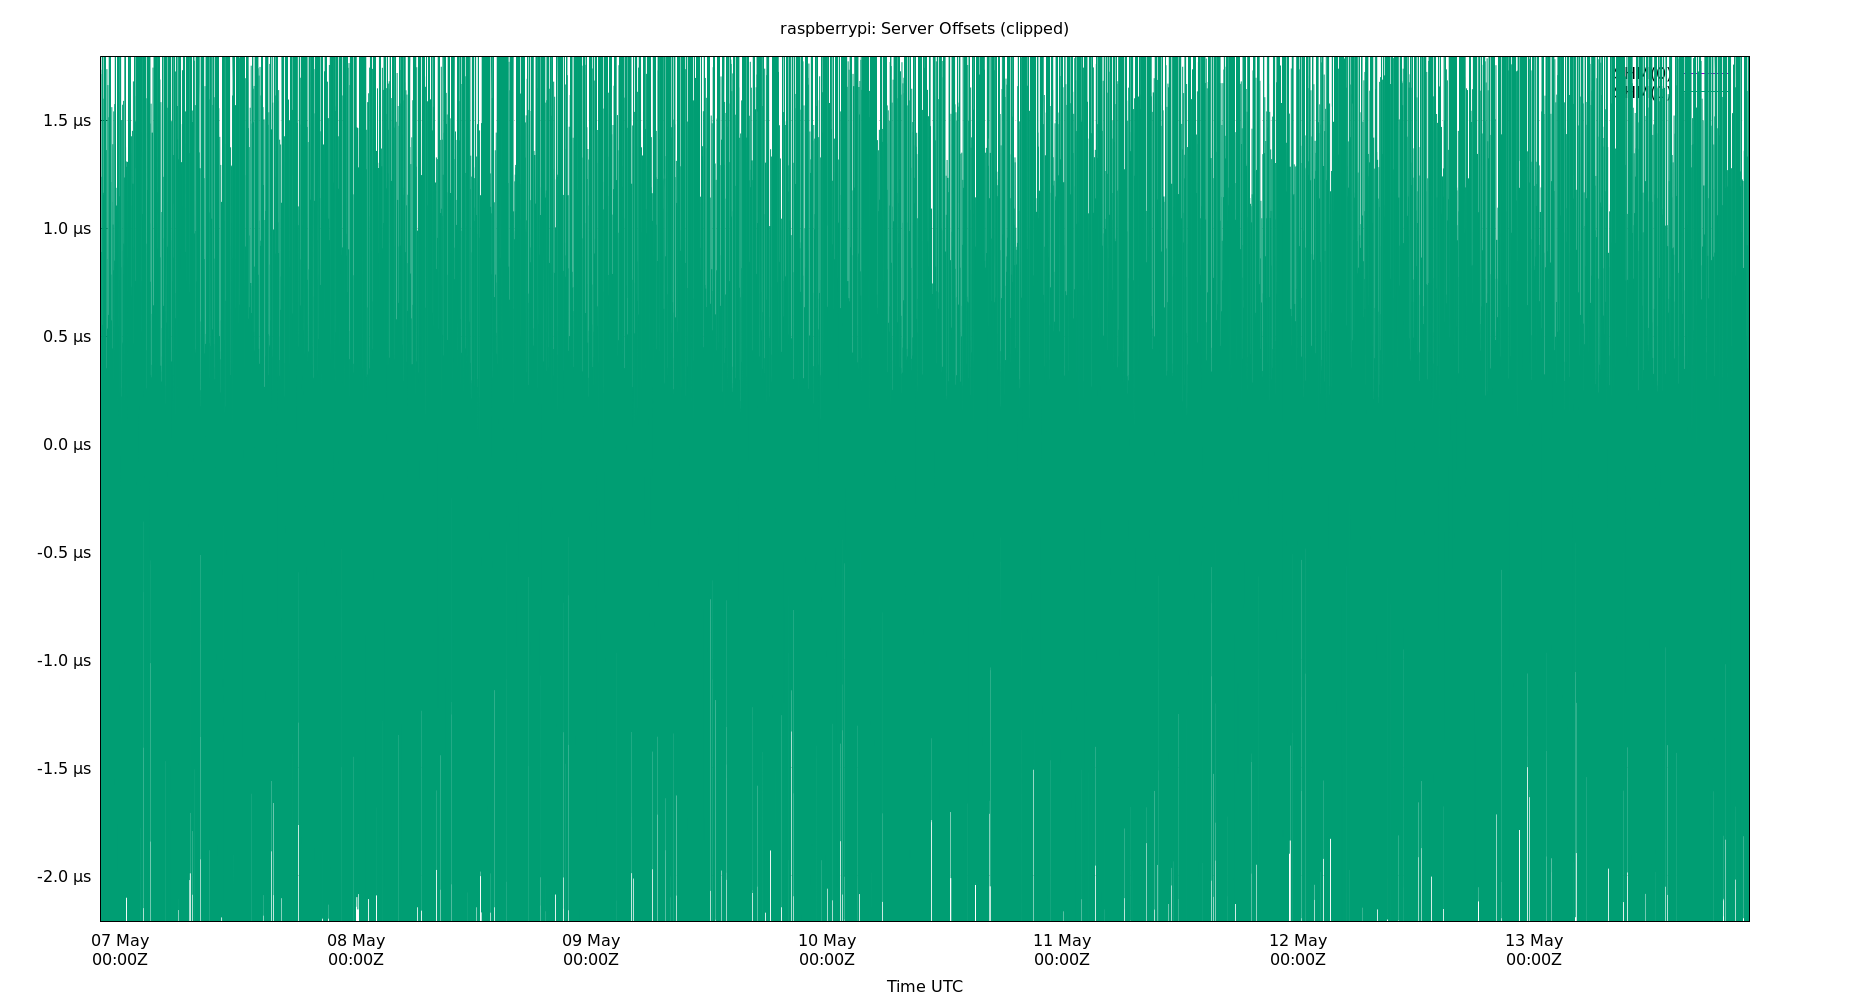 raspberrypi: Server Offsets (clipped)
1.5 µs
1.0 µs
0.5 µs
0.0 µs
-0.5 µs
-1.0 µs
-1.5 µs
-2.0 µs
07 May 08 May 09 May 10 May 11 May 12 May 13 May
00:00Z 00:00Z 00:00Z 00:00Z 00:00Z 00:00Z 00:00Z
Time UTC